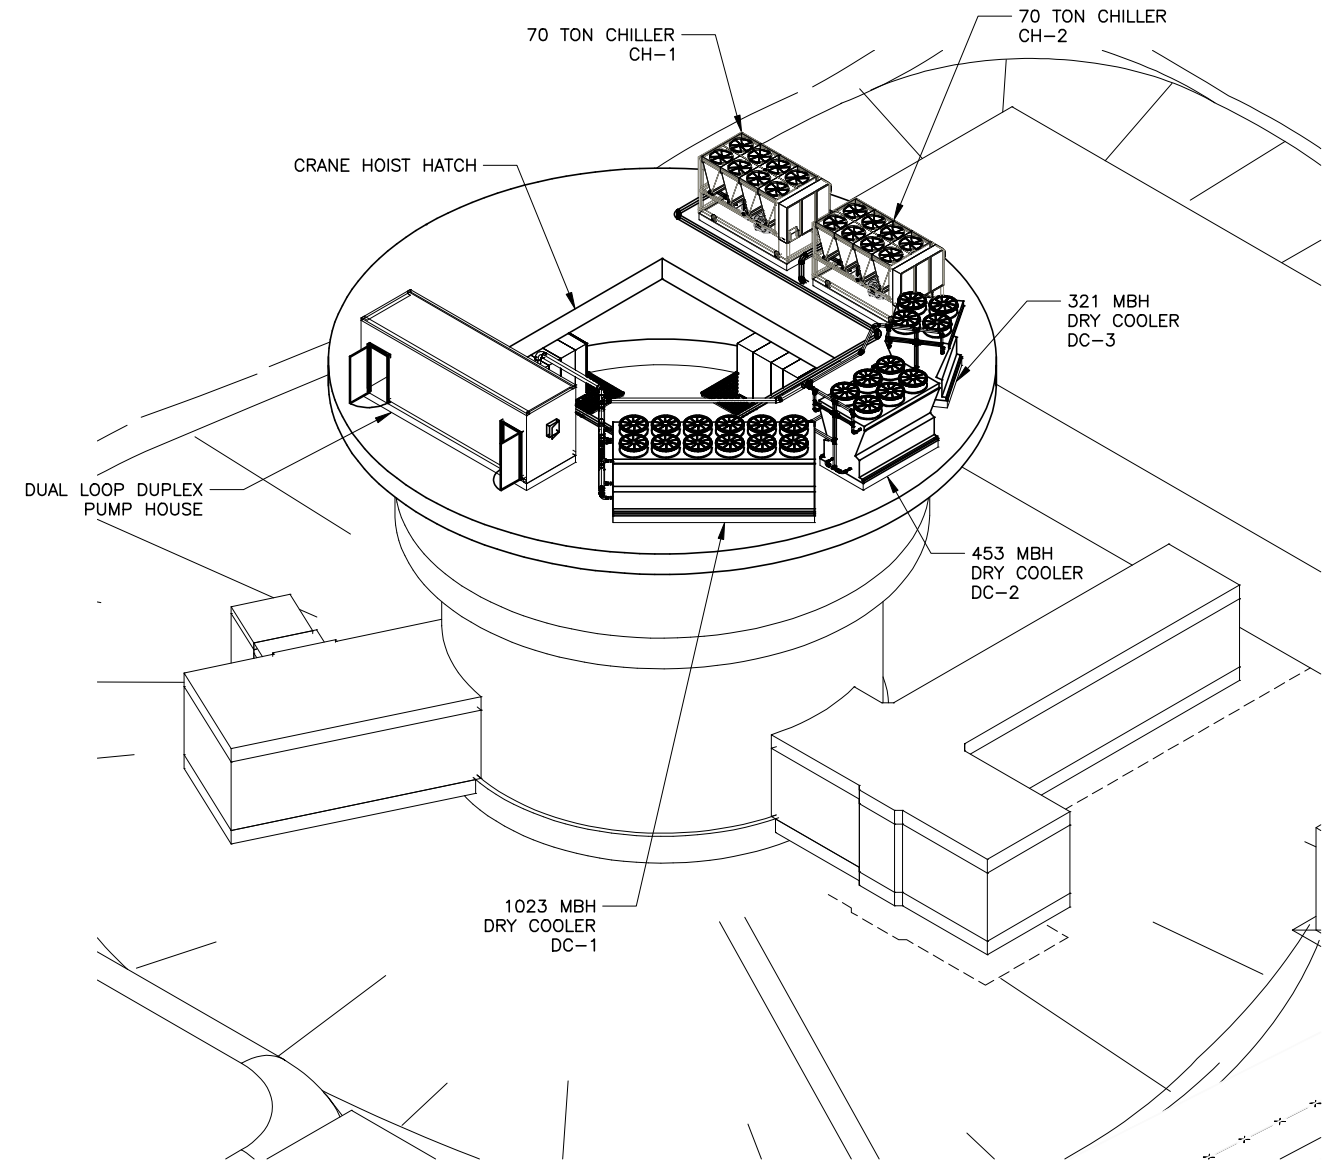 70 TON CHILLER
CH-1
70 TON CHILLER
CH-2
CRANE HOIST HATCH
321 MBH
DRY COOLER
DC-3
DUAL LOOP DUPLEX
PUMP HOUSE
453 MBH
DRY COOLER
DC-2
1023 MBH
DRY COOLER
DC-1